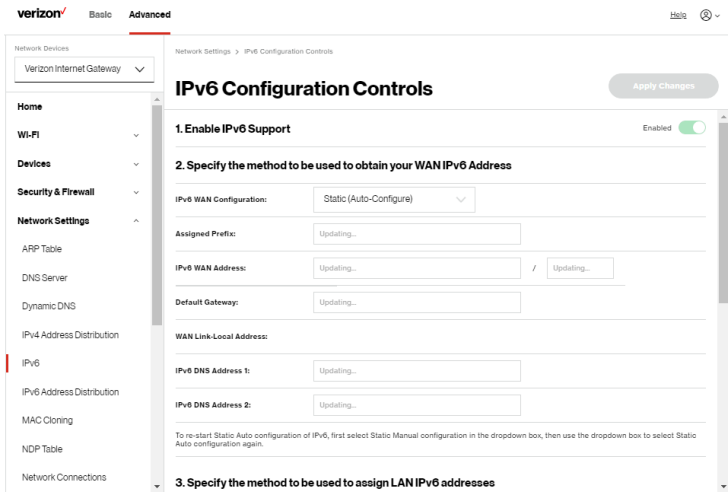 verizon✓
Basic
Advanced
Help
Network Devices
Verizon Internet Gateway
Home
Wi-Fi
Devices
Security & Firewall
Network Settings
ARP Table
DNS Server
Dynamic DNS
IPv4 Address Distribution
IPv6
IPv6 Address Distribution
MAC Cloning
NDP Table
Network Connections
Network Settings > IPv6 Configuration Controls
IPv6 Configuration Controls
Apply Changes
1. Enable IPv6 Support
Enabled
2. Specify the method to be used to obtain your WAN IPv6 Address
IPv6 WAN Configuration:
Static (Auto-Configure)
Assigned Prefix:
Updating...
IPv6 WAN Address:
Updating... / Updating...
Default Gateway:
Updating...
WAN Link-Local Address:
IPv6 DNS Address 1:
Updating...
IPv6 DNS Address 2:
Updating...
To re-start Static Auto configuration of IPv6, first select Static Manual configuration in the dropdown box, then use the dropdown box to select Static
Auto configuration again.
3. Specify the method to be used to assign LAN IPv6 addresses